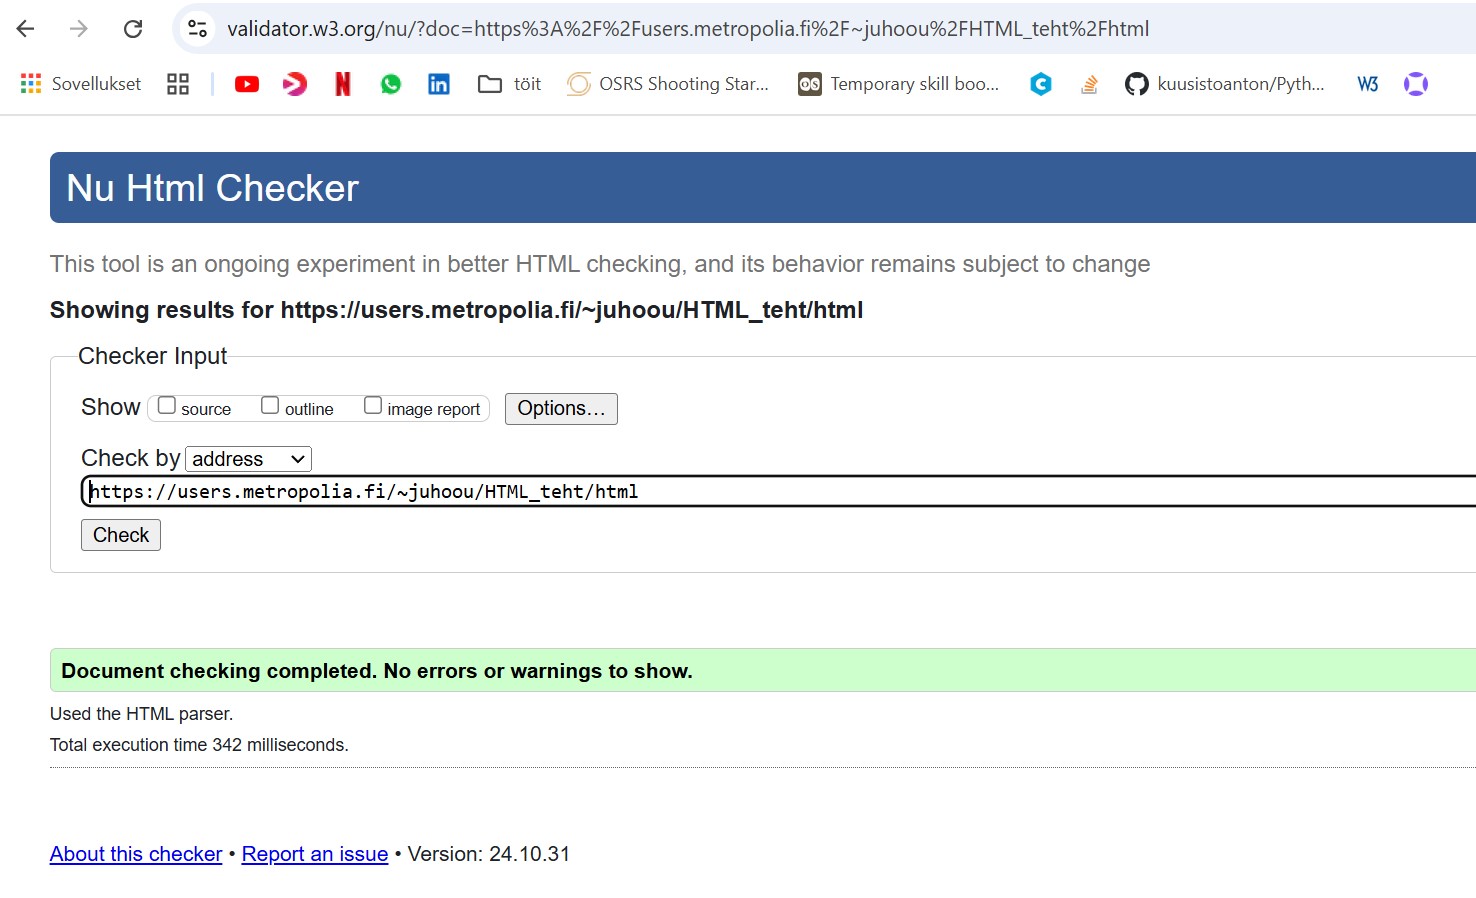 validator.w3.org/nu/?doc=https%3A%2F%2Fusers.metropolia.fi%2F~juhoou%2FHTML_teht%2Fhtml
Sovellukset töit OSRS Shooting Star... Temporary skill boo... kuusistoanton/Pyth... W3
Nu Html Checker
This tool is an ongoing experiment in better HTML checking, and its behavior remains subject to change
Showing results for https://users.metropolia.fi/~juhoou/HTML_teht/html
Checker Input
Show source outline image report Options...
Check by address
https://users.metropolia.fi/~juhoou/HTML_teht/html
Check
Document checking completed. No errors or warnings to show.
Used the HTML parser.
Total execution time 342 milliseconds.
About this checker • Report an issue • Version: 24.10.31